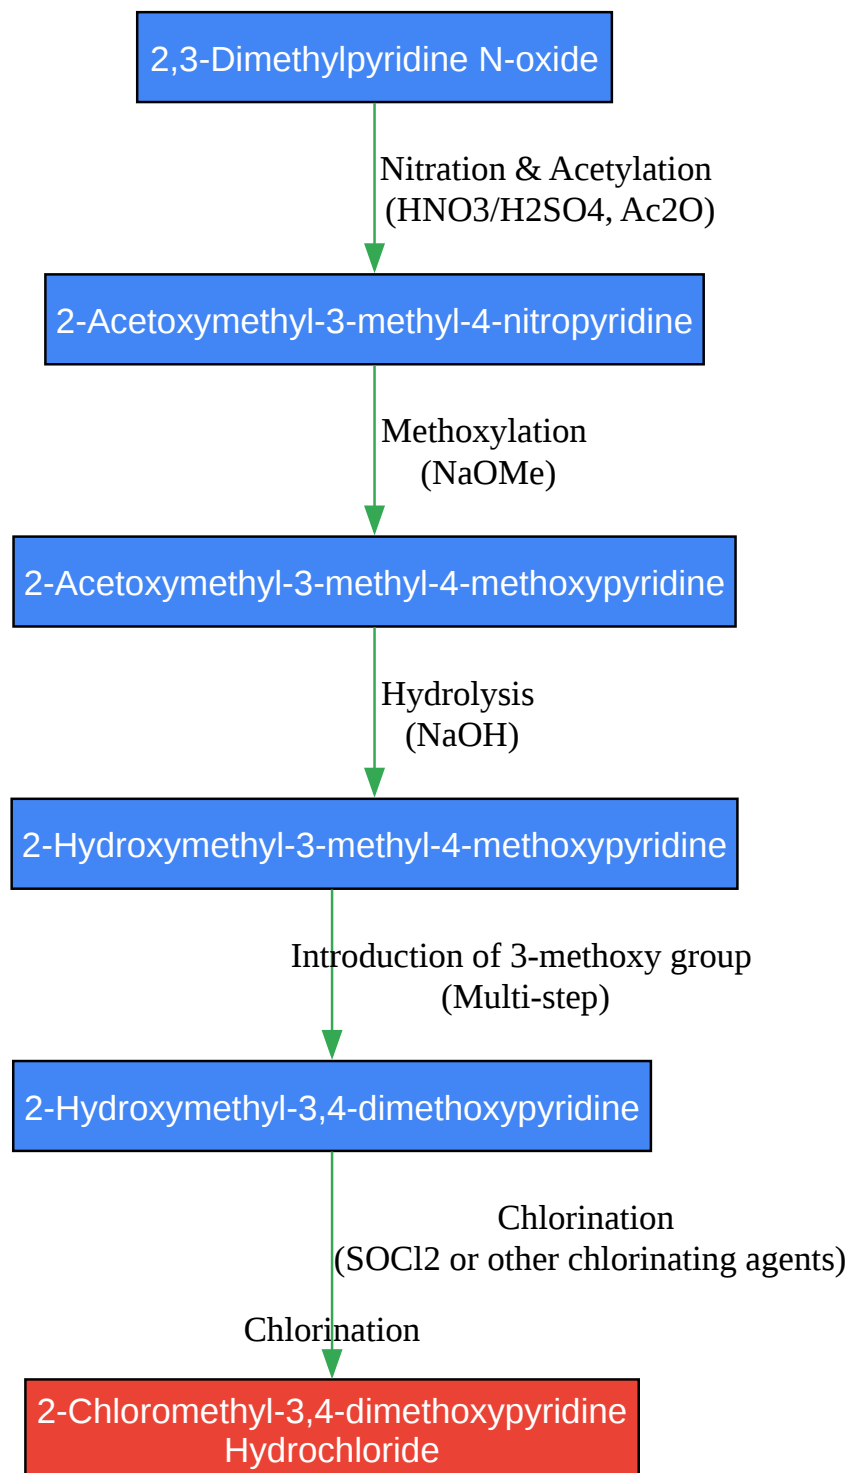 2,3-Dimethylpyridine N-oxide
Nitration & Acetylation
(HNO3/H2SO4, Ac2O)
2-Acetoxymethyl-3-methyl-4-nitropyridine
Methoxylation
(NaOMe)
2-Acetoxymethyl-3-methyl-4-methoxypyridine
Hydrolysis
(NaOH)
2-Hydroxymethyl-3-methyl-4-methoxypyridine
Introduction of 3-methoxy group
(Multi-step)
2-Hydroxymethyl-3,4-dimethoxypyridine
Chlorination
(SOCl2 or other chlorinating agents)
Chlorination
2-Chloromethyl-3,4-dimethoxypyridine
Hydrochloride